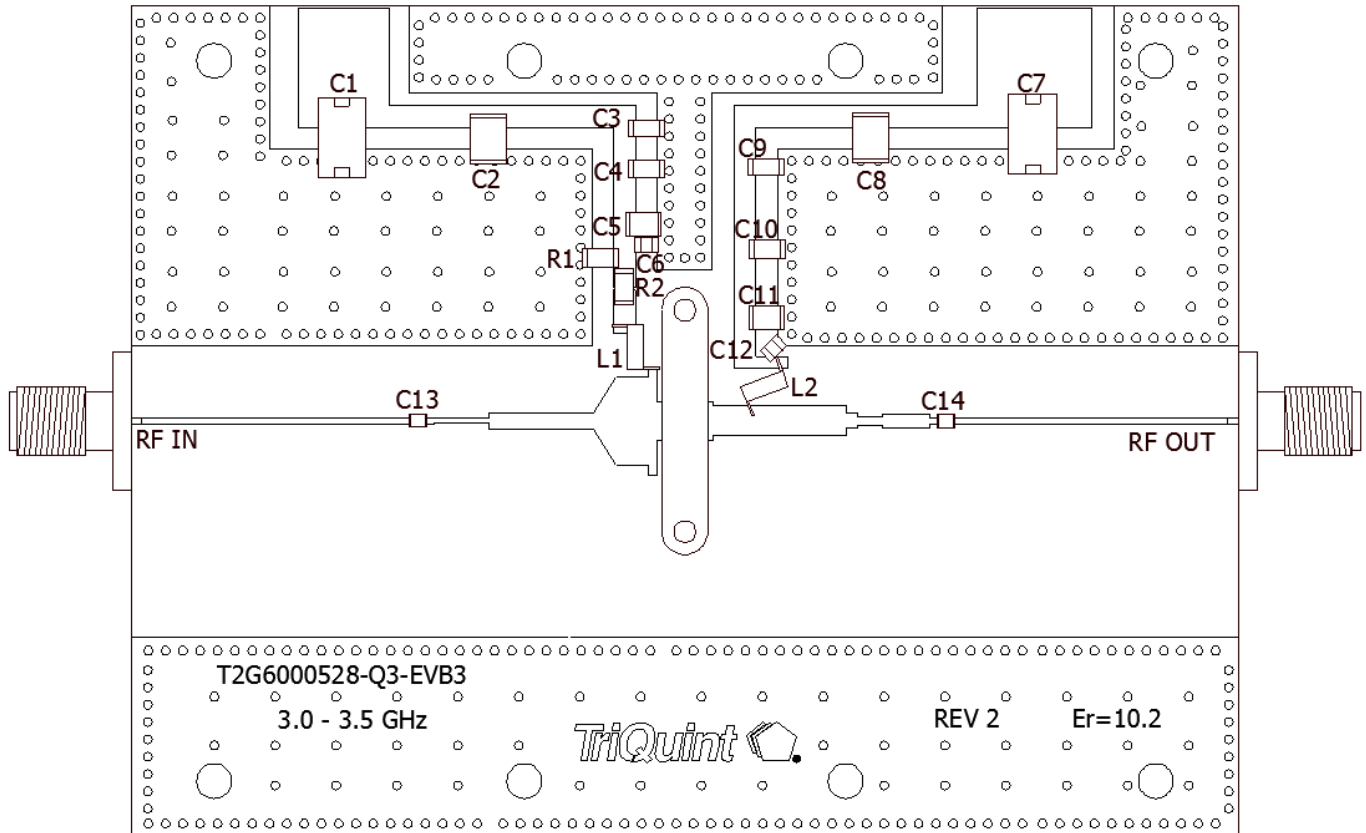 C1
C7
C3
C9
C4
C2
C8
C5
C10
R1
C6
R2
C11
C12
L1
L2
C13
C14
RF IN
RF OUT
T2G6000528-Q3-EVB3
3.0 - 3.5 GHz
TriQuint
REV 2
Er=10.2